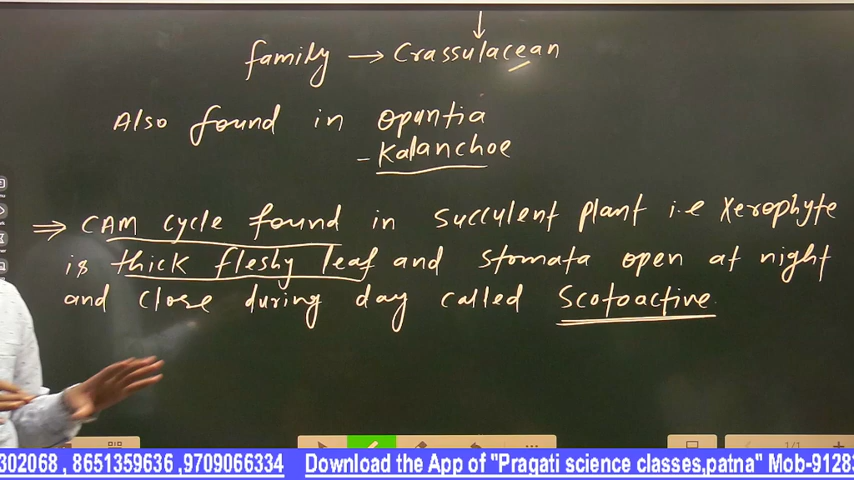 family → Crassulacean
Also found in opuntia
- Kalanchoe
⇒ CAM cycle found in succulent plant i.e Xerophyte
is thick fleshy leaf and stomata open at night
and close during day called Scotoactive
1/1
302068 , 8651359636 ,9709066334 Download the App of "Pragati science classes,patna" Mob-9128